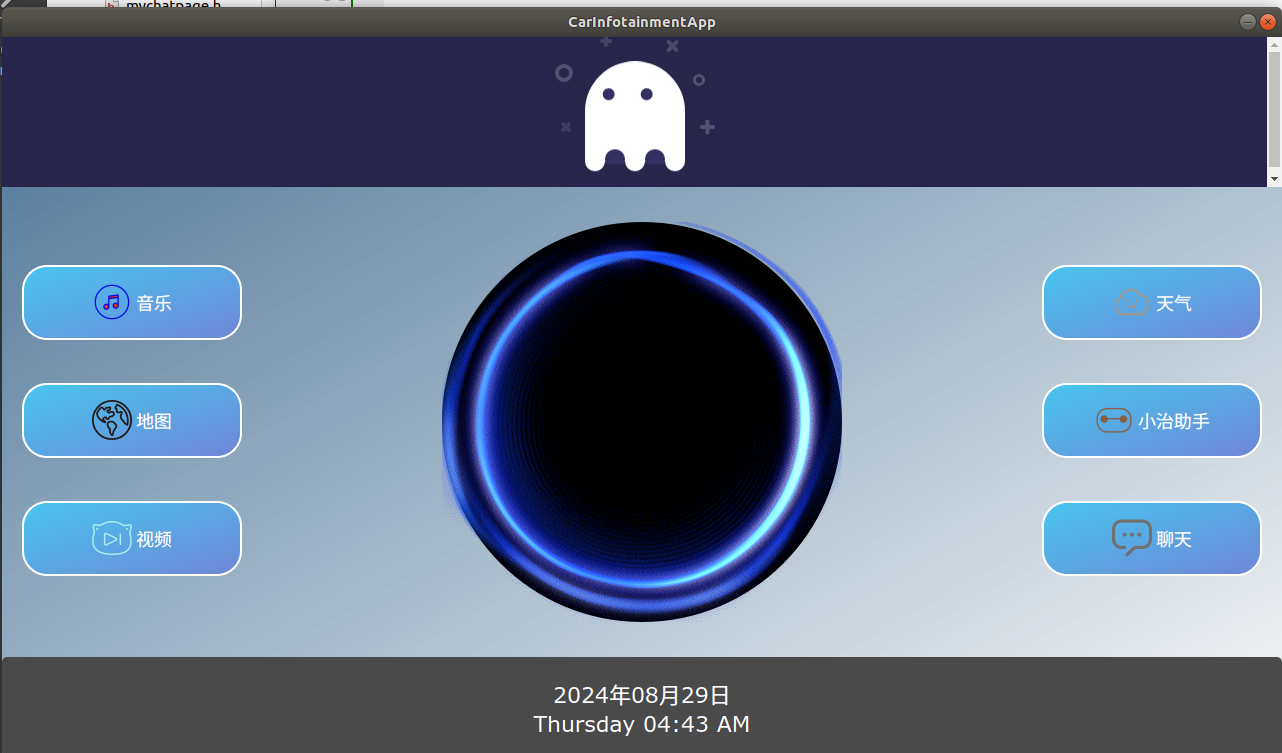 mychatpage.h
CarInfotainmentApp
音乐
天气
地图
小治助手
视频
聊天
2024年08月29日
Thursday 04:43 AM